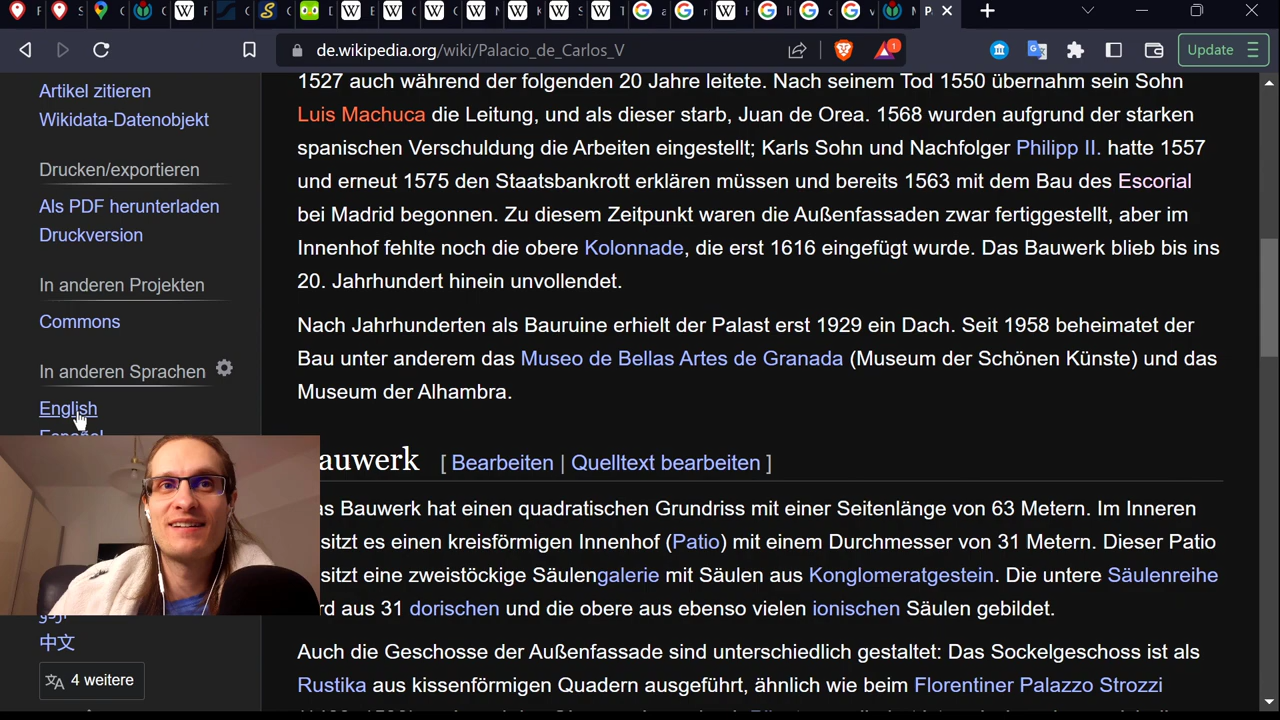 de.wikipedia.org/wiki/Palacio_de_Carlos_V
1
Update
Artikel zitieren
Wikidata-Datenobjekt
Drucken/exportieren
Als PDF herunterladen
Druckversion
In anderen Projekten
Commons
In anderen Sprachen
English
Español
中文
4 weitere
1527 auch während der folgenden 20 Jahre leitete. Nach seinem Tod 1550 übernahm sein Sohn
Luis Machuca die Leitung, und als dieser starb, Juan de Orea. 1568 wurden aufgrund der starken
spanischen Verschuldung die Arbeiten eingestellt; Karls Sohn und Nachfolger Philipp II. hatte 1557
und erneut 1575 den Staatsbankrott erklären müssen und bereits 1563 mit dem Bau des Escorial
bei Madrid begonnen. Zu diesem Zeitpunkt waren die Außenfassaden zwar fertiggestellt, aber im
Innenhof fehlte noch die obere Kolonnade, die erst 1616 eingefügt wurde. Das Bauwerk blieb bis ins
20. Jahrhundert hinein unvollendet.
Nach Jahrhunderten als Bauruine erhielt der Palast erst 1929 ein Dach. Seit 1958 beheimatet der
Bau unter anderem das Museo de Bellas Artes de Granada (Museum der Schönen Künste) und das
Museum der Alhambra.
auwerk [ Bearbeiten | Quelltext bearbeiten ]
as Bauwerk hat einen quadratischen Grundriss mit einer Seitenlänge von 63 Metern. Im Inneren
sitzt es einen kreisförmigen Innenhof (Patio) mit einem Durchmesser von 31 Metern. Dieser Patio
sitzt eine zweistöckige Säulengalerie mit Säulen aus Konglomeratgestein. Die untere Säulenreihe
rd aus 31 dorischen und die obere aus ebenso vielen ionischen Säulen gebildet.
Auch die Geschosse der Außenfassade sind unterschiedlich gestaltet: Das Sockelgeschoss ist als
Rustika aus kissenförmigen Quadern ausgeführt, ähnlich wie beim Florentiner Palazzo Strozzi